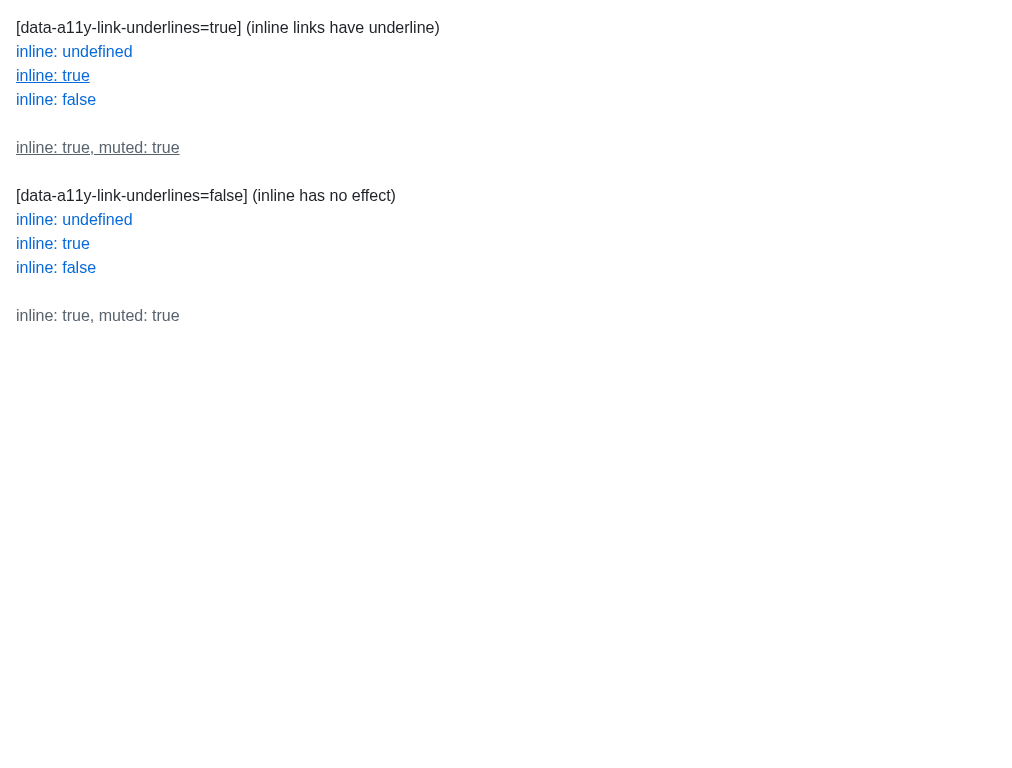 [data-a11y-link-underlines=true] (inline links have underline)
inline: undefined
inline: true
inline: false
inline: true, muted: true
[data-a11y-link-underlines=false] (inline has no effect)
inline: undefined
inline: true
inline: false
inline: true, muted: true